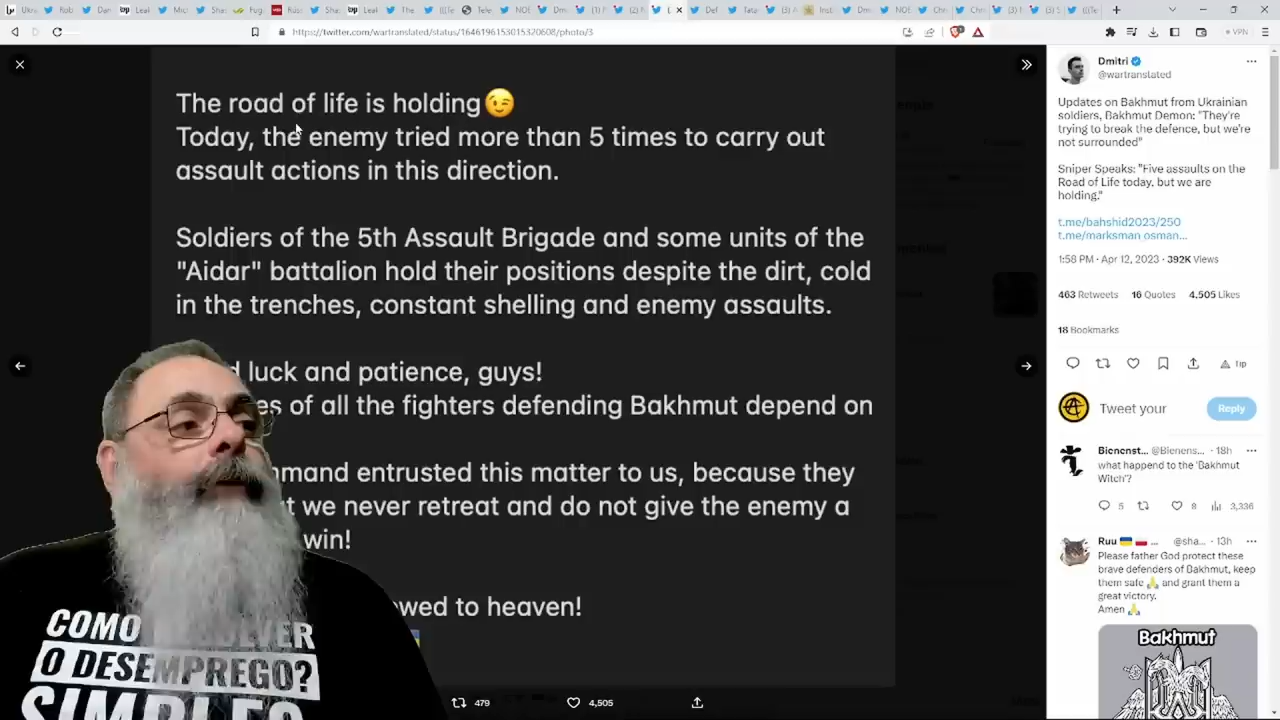 https://twitter.com/wartranslated/status/1646196153015320608/photo/3
VPN
The road of life is holding😉
Today, the enemy tried more than 5 times to carry out
assault actions in this direction.
Soldiers of the 5th Assault Brigade and some units of the
"Aidar" battalion hold their positions despite the dirt, cold
in the trenches, constant shelling and enemy assaults.
luck and patience, guys!
of all the fighters defending Bakhmut depend on
entrusted this matter to us, because they
we never retreat and do not give the enemy a
win!
to heaven!
479
4,505
COMO
O DESEMPREGO?
Dmitri
@wartranslated
Updates on Bakhmut from Ukrainian
soldiers, Bakhmut Demon: "They're
trying to break the defence, but we're
not surrounded"
Sniper Speaks: "Five assaults on the
Road of Life today, but we are
holding."
t.me/bahshid2023/250
t.me/marksman_osman...
1:58 PM · Apr 12, 2023 · 392K Views
463 Retweets 16 Quotes 4,505 Likes
18 Bookmarks
Tip
Tweet your
Reply
Bienenst... @Bienens... · 18h
what happend to the 'Bakhmut
Witch'?
5 8 3,336
Ruu 🇺🇦 🇵🇱 ... @sha... · 13h
Please father God protect these
brave defenders of Bakhmut, keep
them safe 🙏 and grant them a
great victory.
Amen 🙏
Bakhmut